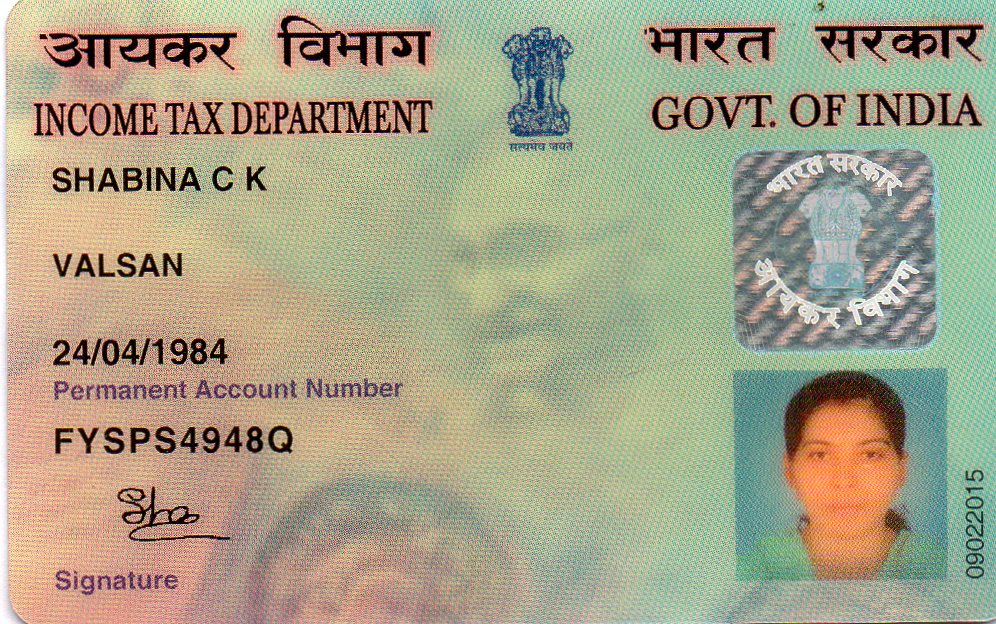 आयकर विभाग
भारत सरकार
INCOME TAX DEPARTMENT
GOVT. OF INDIA
सत्यमेव जयते
SHABINA C K
भारत सरकार
आयकर विभाग
VALSAN
24/04/1984
Permanent Account Number
FYSPS4948Q
Sha
Signature
09022015